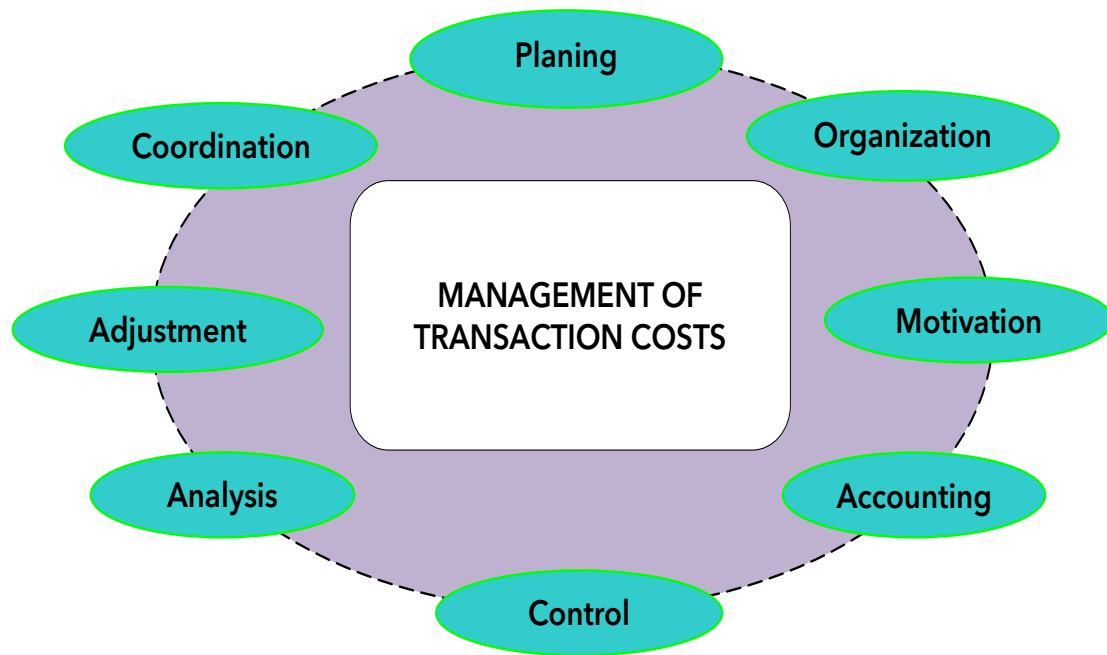 Planing
Organization
Coordination
MANAGEMENT OF
TRANSACTION COSTS
Motivation
Adjustment
Analysis
Accounting
Control